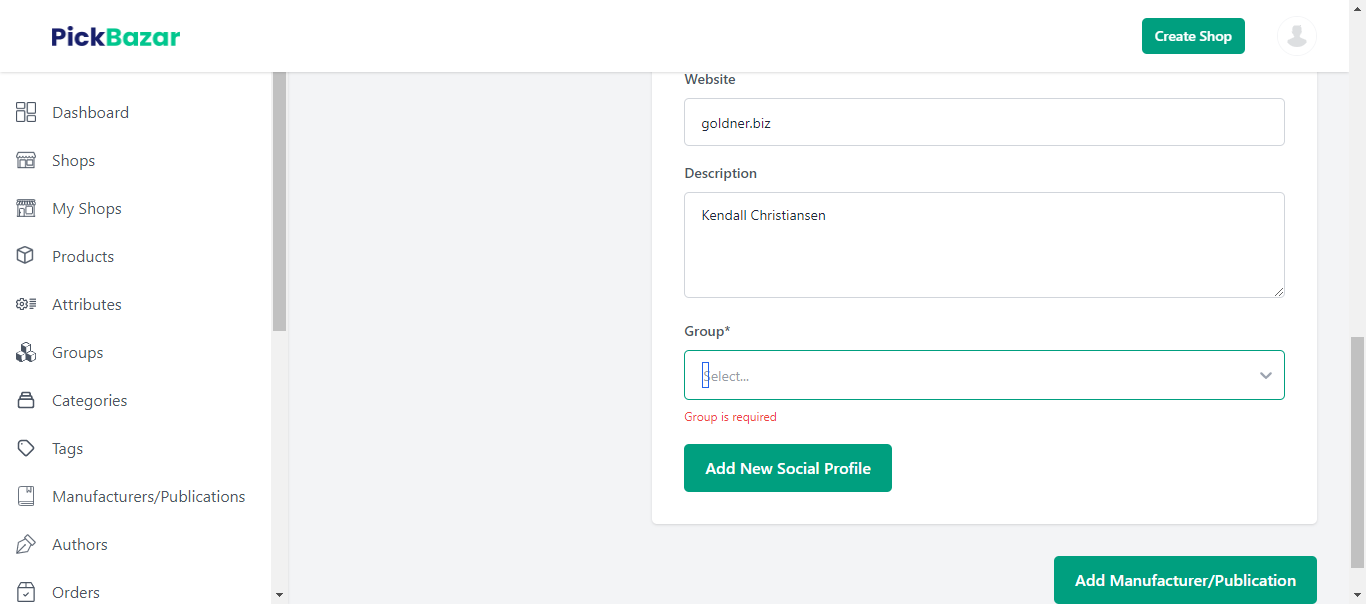 PickBazar
Create Shop
Dashboard
Shops
My Shops
Products
Attributes
Groups
Categories
Tags
Manufacturers/Publications
Authors
Orders
Website
goldner.biz
Description
Kendall Christiansen
Group*
Select...
Group is required
Add New Social Profile
Add Manufacturer/Publication